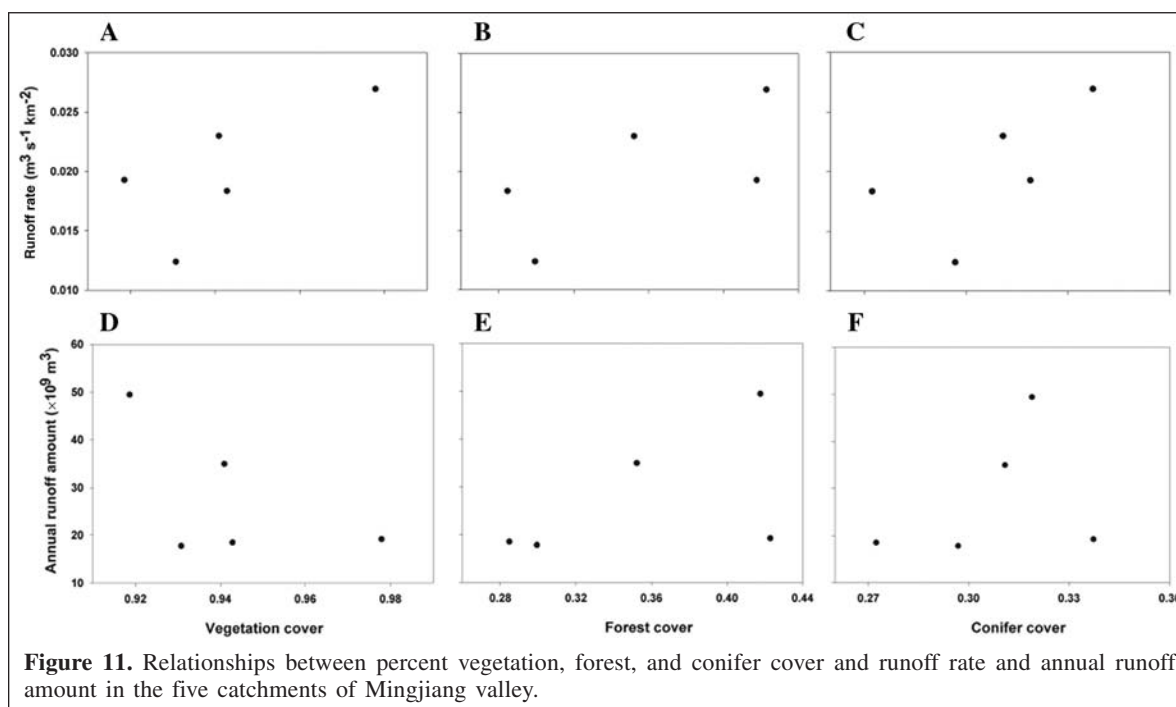 A B C
0.030
0.025
0.020
0.015
0.010
Runoff rate (m³ s⁻¹ km⁻²)
D E F
60
50
40
30
20
10
Annual runoff amount (×10⁹ m³)
0.92 0.94 0.96 0.98
0.28 0.32 0.36 0.40 0.44
0.27 0.30 0.33 0.36
Vegetation cover
Forest cover
Conifer cover
Figure 11. Relationships between percent vegetation, forest, and conifer cover and runoff rate and annual runoff
amount in the five catchments of Mingjiang valley.